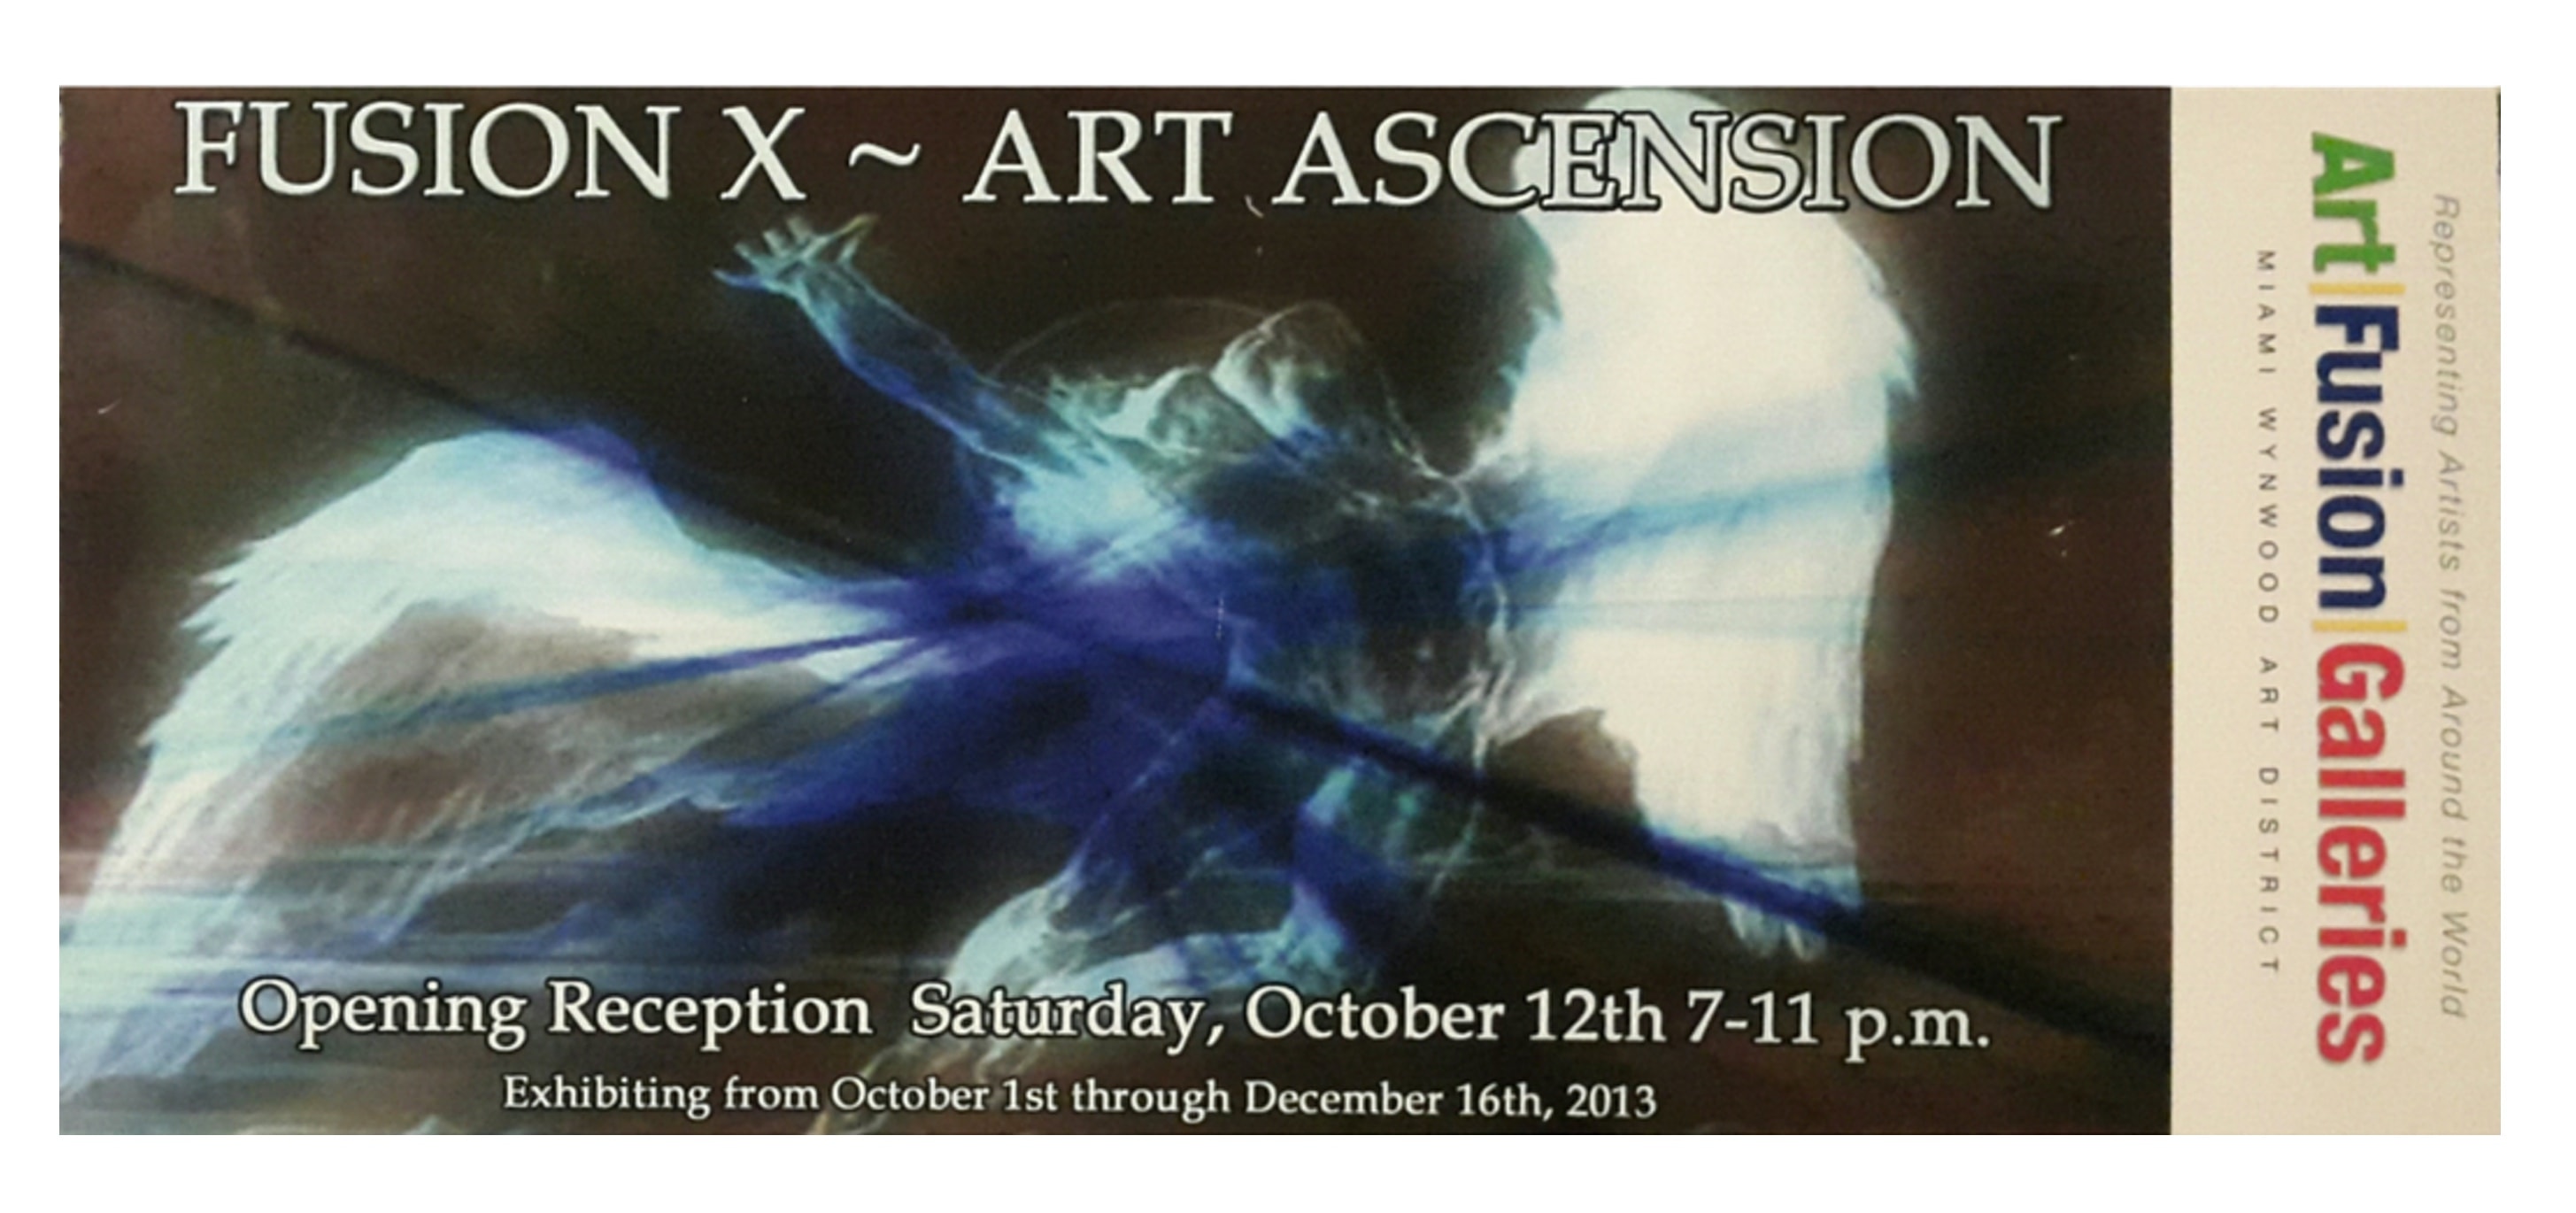 FUSION X ~ ART ASCENSION
Opening Reception Saturday, October 12th 7-11 p.m.
Exhibiting from October 1st through December 16th, 2013
Representing Artists from Around the World
Art|Fusion|Galleries
MIAMI WYNWOOD ART DISTRICT